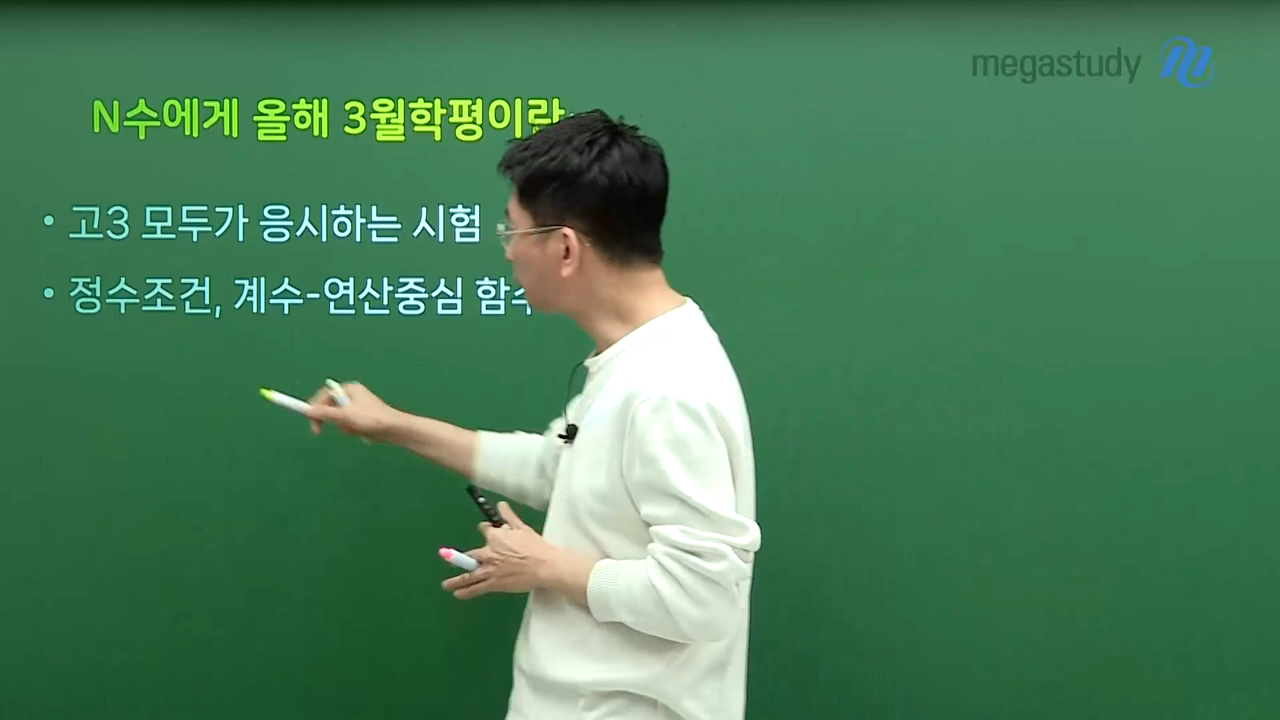 megastudy
N수에게 올해 3월학평이란
• 고3 모두가 응시하는 시험
• 정수조건, 계수-연산중심 함수